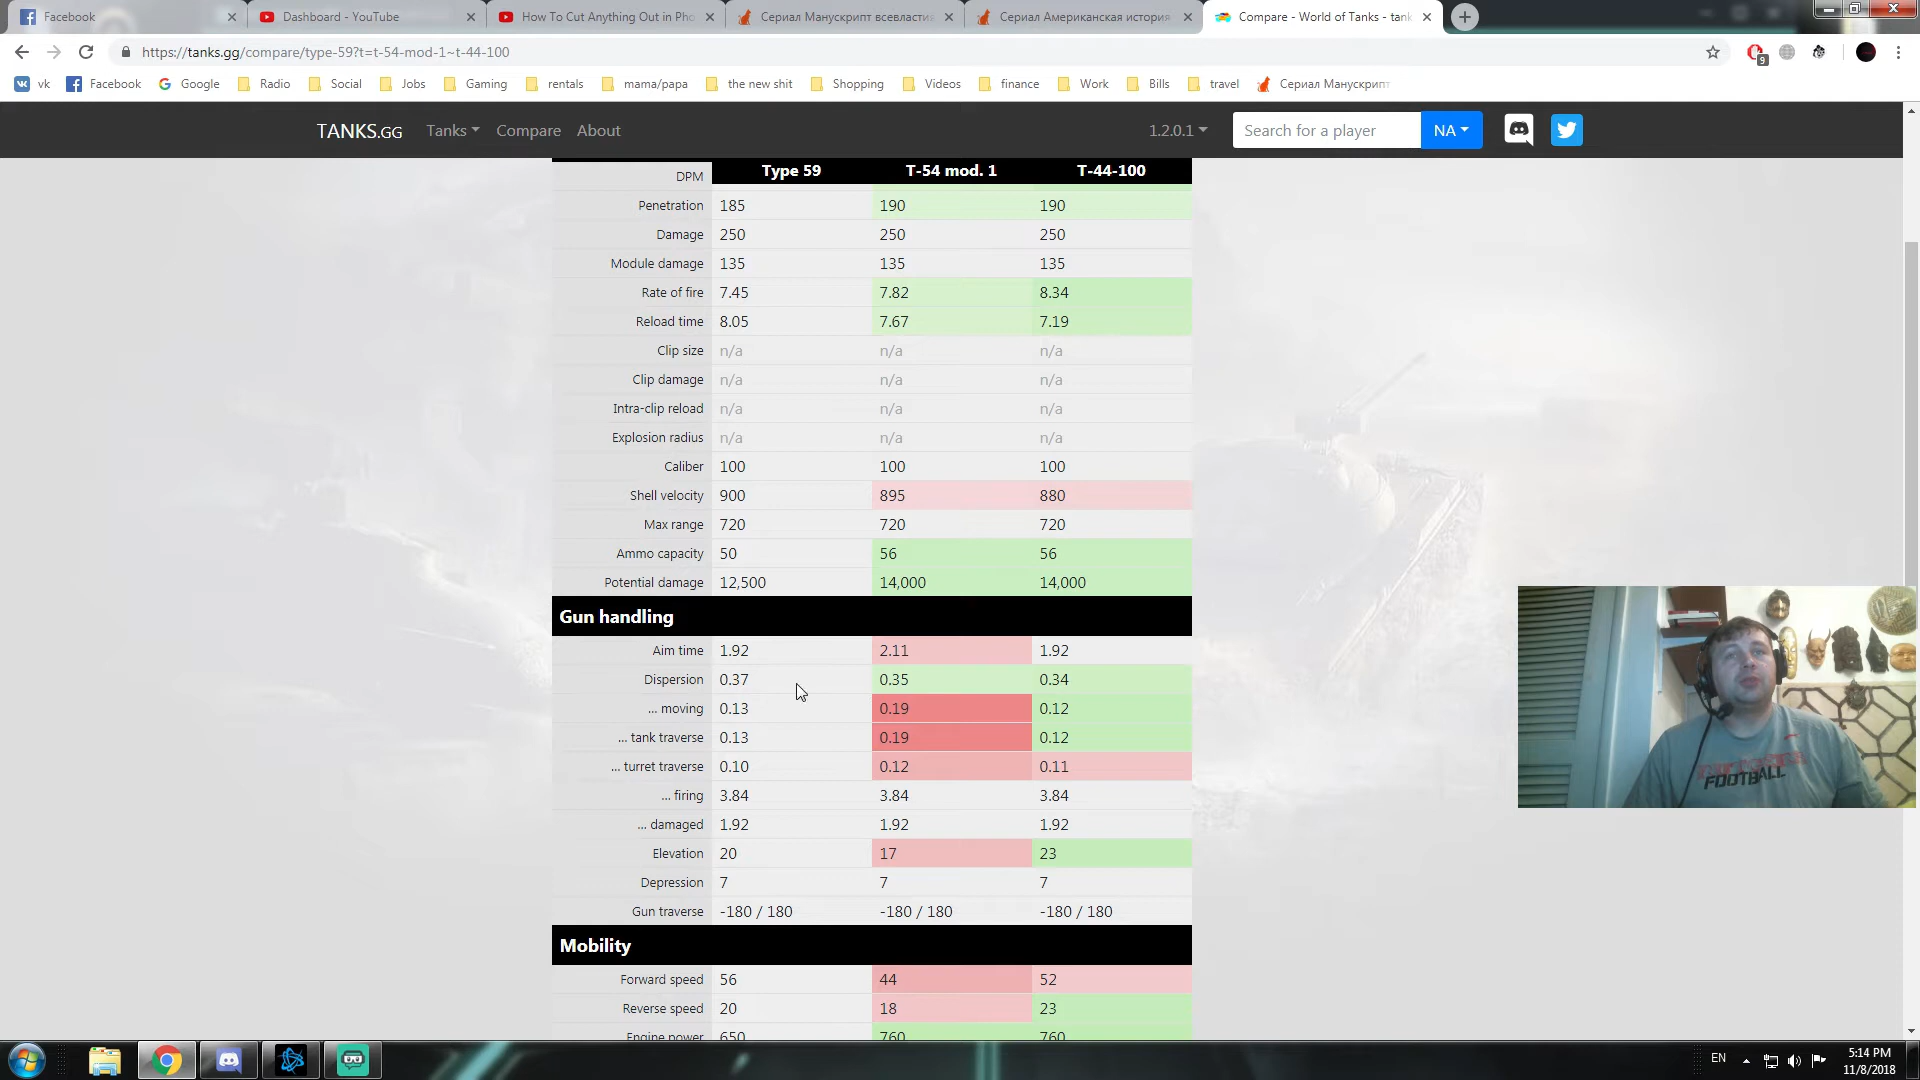 Facebook
Dashboard - YouTube
How To Cut Anything Out in Pho
Сериал Манускрипт всевласти
Сериал Американская история
Compare - World of Tanks - tank
https://tanks.gg/compare/type-59?t=t-54-mod-1~t-44-100
9
vk Facebook Google Radio Social Jobs Gaming rentals mama/papa the new shit Shopping Videos finance Work Bills travel Сериал Манускрипт
TANKS.GG Tanks Compare About 1.2.0.1 Search for a player NA
DPM Type 59 T-54 mod. 1 T-44-100
Penetration 185 190 190
Damage 250 250 250
Module damage 135 135 135
Rate of fire 7.45 7.82 8.34
Reload time 8.05 7.67 7.19
Clip size n/a n/a n/a
Clip damage n/a n/a n/a
Intra-clip reload n/a n/a n/a
Explosion radius n/a n/a n/a
Caliber 100 100 100
Shell velocity 900 895 880
Max range 720 720 720
Ammo capacity 50 56 56
Potential damage 12,500 14,000 14,000
Gun handling
Aim time 1.92 2.11 1.92
Dispersion 0.37 0.35 0.34
... moving 0.13 0.19 0.12
... tank traverse 0.13 0.19 0.12
... turret traverse 0.10 0.12 0.11
... firing 3.84 3.84 3.84
... damaged 1.92 1.92 1.92
Elevation 20 17 23
Depression 7 7 7
Gun traverse -180 / 180 -180 / 180 -180 / 180
Mobility
Forward speed 56 44 52
Reverse speed 20 18 23
Engine power 650 760 760
FOOTBALL
EN
5:14 PM
11/8/2018